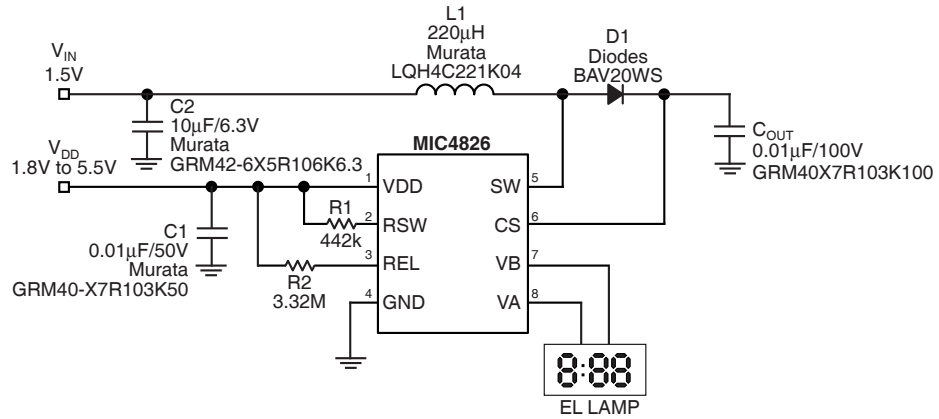 L1
220µH
Murata
LQH4C221K04
D1
Diodes
BAV20WS
VIN
1.5V
C2
10µF/6.3V
Murata
GRM42-6X5R106K6.3
COUT
0.01µF/100V
GRM40X7R103K100
VDD
1.8V to 5.5V
MIC4826
1
VDD
SW
5
R1
442k
2
RSW
CS
6
C1
0.01µF/50V
Murata
GRM40-X7R103K50
R2
3.32M
3
REL
VB
7
4
GND
VA
8
8:88
EL LAMP